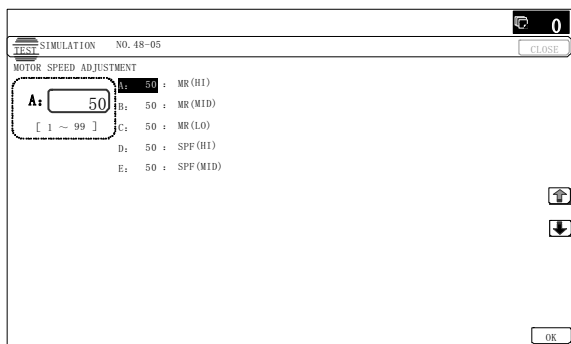 0
TEST SIMULATION NO.48-05
CLOSE
MOTOR SPEED ADJUSTMENT
A: 50
[ 1 ~ 99 ]
A: 50 : MR(HI)
B: 50 : MR(MID)
C: 50 : MR(LO)
D: 50 : SPF(HI)
E: 50 : SPF(MID)
OK